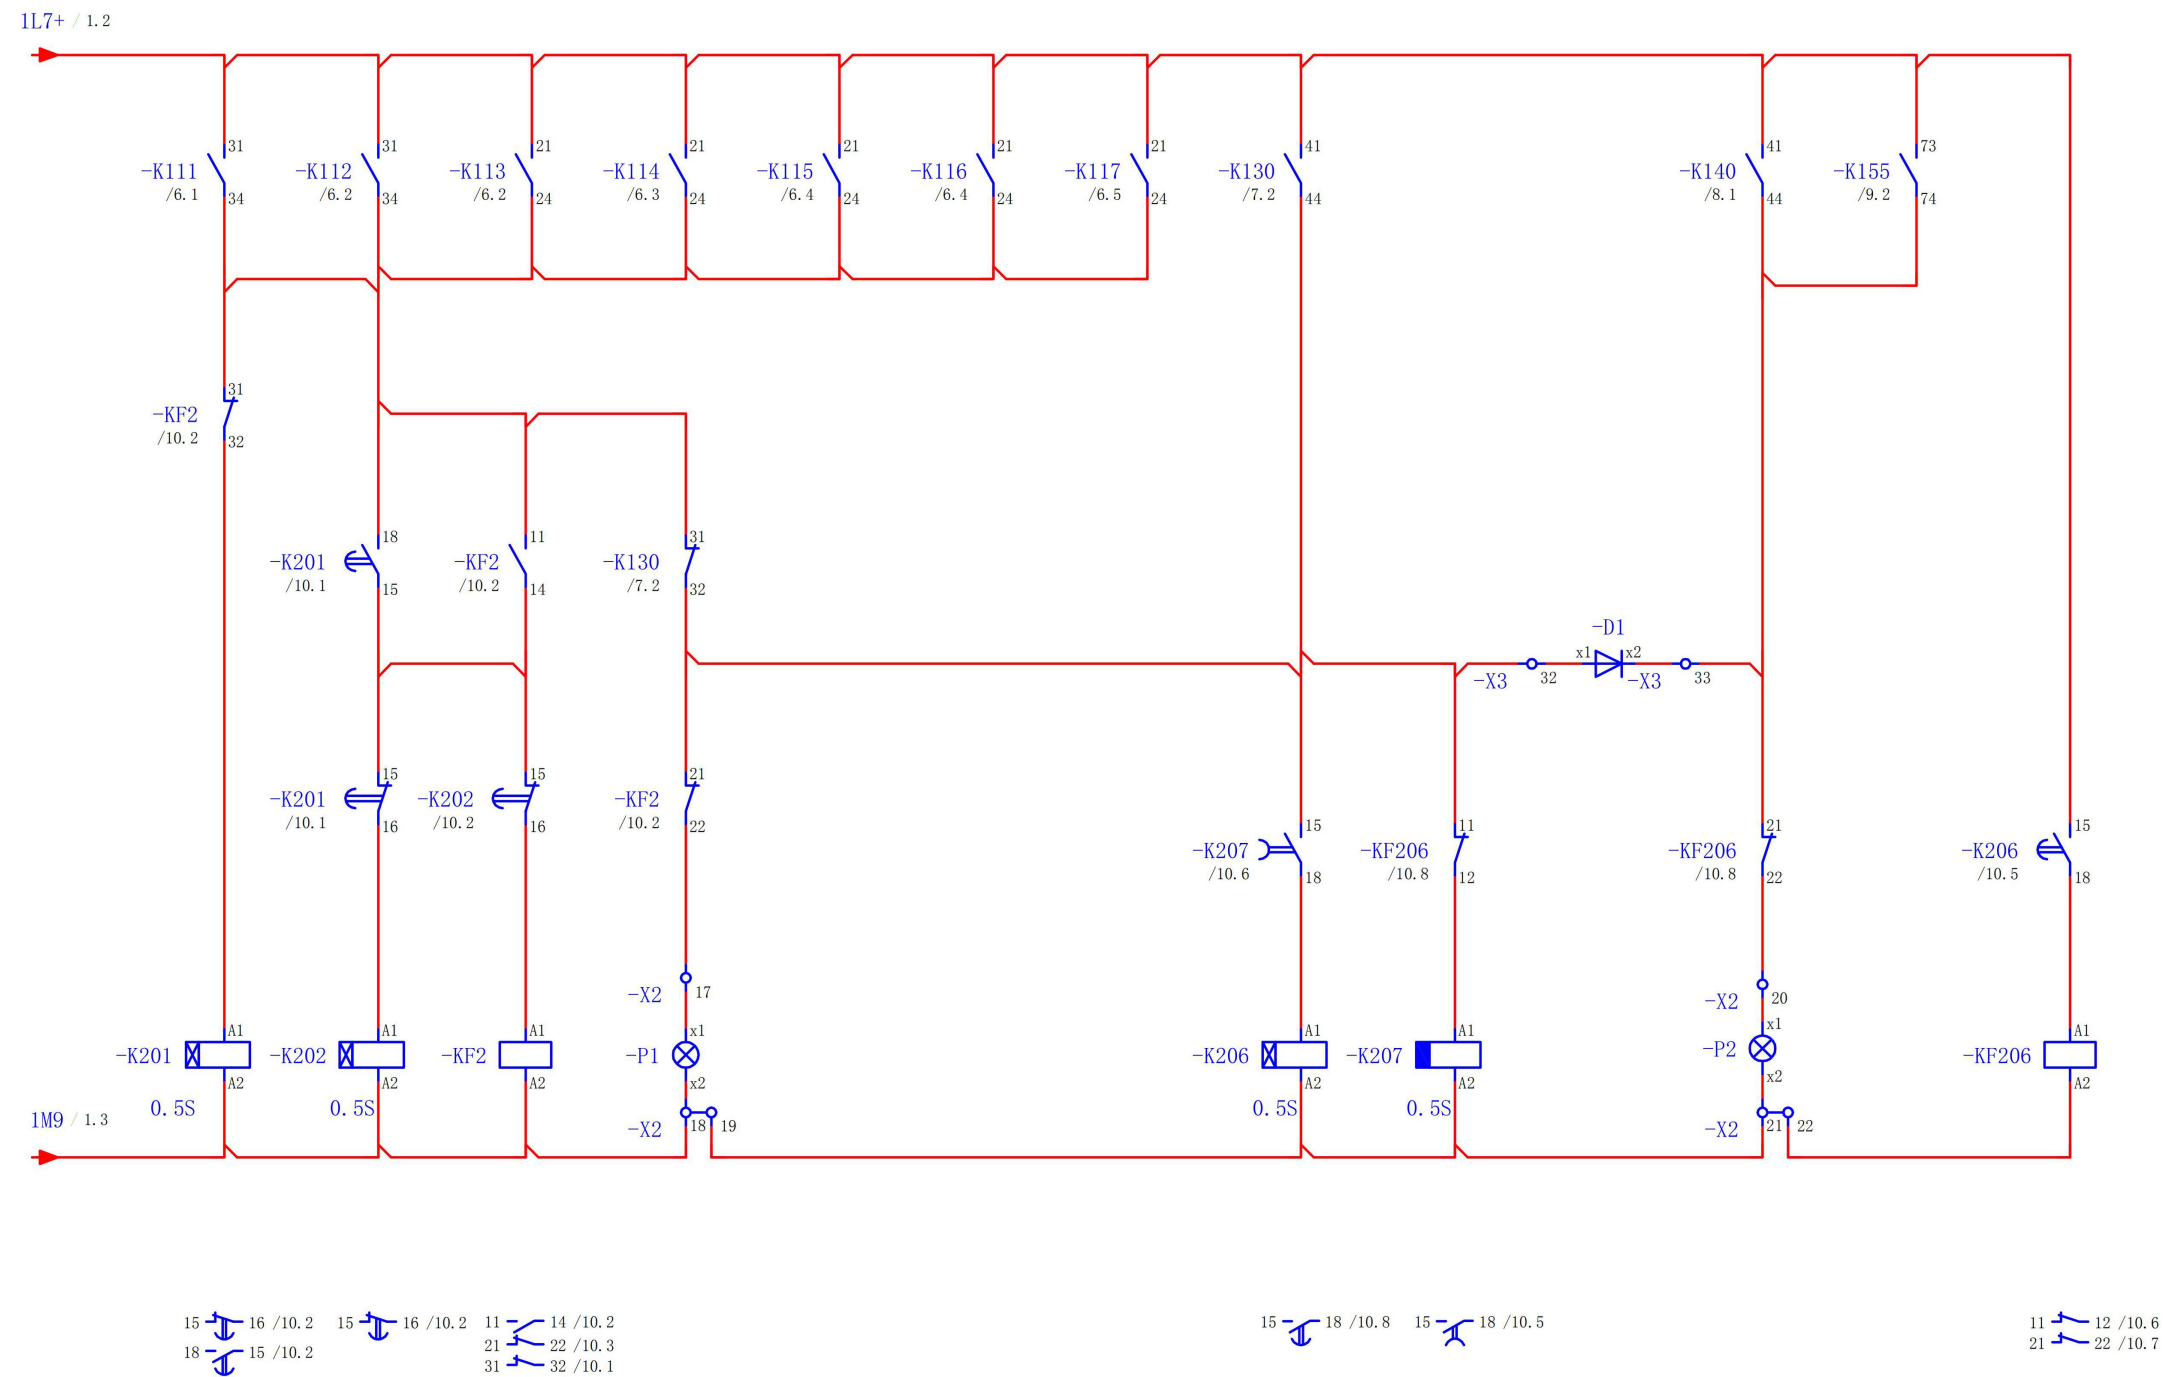 1L7+ / 1.2
31 31 21 21 21 21 21 41 41 73
-K111 -K112 -K113 -K114 -K115 -K116 -K117 -K130 -K140 -K155
/6.1 /6.2 /6.2 /6.3 /6.4 /6.4 /6.5 /7.2 /8.1 /9.2
34 34 24 24 24 24 24 44 44 74
31
-KF2
/10.2
32
18 11 31
-K201 -KF2 -K130
/10.1 /10.2 /7.2
15 14 32
-D1
x1 x2
-X3 32 -X3 33
15 15 21
-K201 -K202 -KF2
/10.1 /10.2 /10.2
16 16 22
15 11 21 15
-K207 -KF206 -KF206 -K206
/10.6 /10.8 /10.8 /10.5
18 12 22 18
-X2 17
-X2 20
A1 A1 A1 x1 A1 A1 x1 A1
-K201 -K202 -KF2 -P1 -K206 -K207 -P2 -KF206
A2 A2 A2 x2 A2 A2 x2 A2
0.5S 0.5S 0.5S 0.5S
1M9 / 1.3
-X2 18 19 -X2 21 22
15 16 /10.2 15 16 /10.2 11 14 /10.2 15 18 /10.8 15 18 /10.5 11 12 /10.6
21 22 /10.3 21 22 /10.7
18 15 /10.2
31 32 /10.1